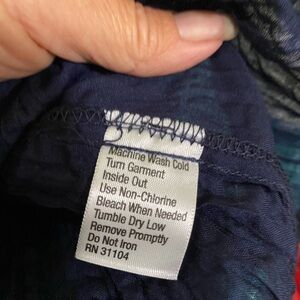 Machine Wash Cold
Turn Garment
Inside Out
Use Non-Chlorine
Bleach When Needed
Tumble Dry Low
Remove Promptly
Do Not Iron
RN 31104